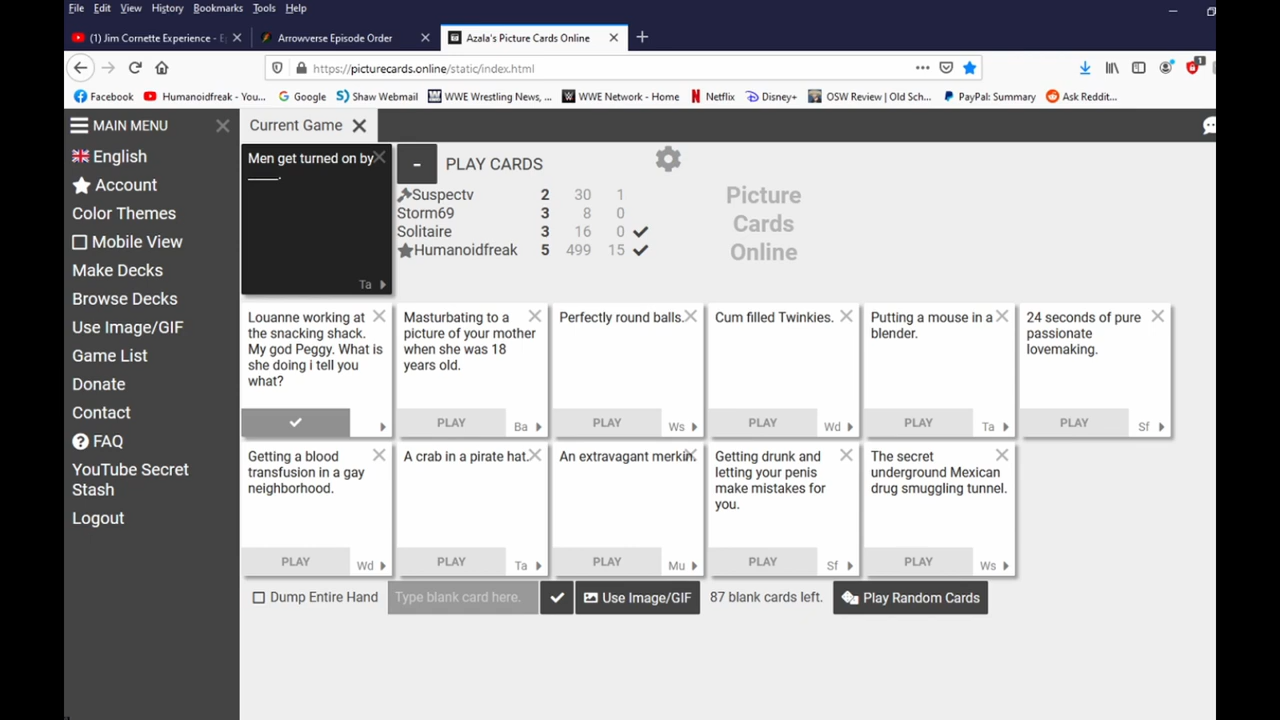 File Edit View History Bookmarks Tools Help
(1) Jim Cornette Experience - E
Arrowverse Episode Order
Azala's Picture Cards Online
https://picturecards.online/static/index.html
Facebook Humanoidfreak - You... Google Shaw Webmail WWE Wrestling News, ... WWE Network - Home Netflix Disney+ OSW Review | Old Sch... PayPal: Summary Ask Reddit...
MAIN MENU
English
Account
Color Themes
Mobile View
Make Decks
Browse Decks
Use Image/GIF
Game List
Donate
Contact
FAQ
YouTube Secret
Stash
Logout
Current Game
Men get turned on by
_____.
Ta
- PLAY CARDS
Suspectv 2 30 1
Storm69 3 8 0
Solitaire 3 16 0
Humanoidfreak 5 499 15
Picture
Cards
Online
Louanne working at
the snacking shack.
My god Peggy. What is
she doing i tell you
what?
Masturbating to a
picture of your mother
when she was 18
years old.
PLAY Ba
Perfectly round balls.
PLAY Ws
Cum filled Twinkies.
PLAY Wd
Putting a mouse in a
blender.
PLAY Ta
24 seconds of pure
passionate
lovemaking.
PLAY Sf
Getting a blood
transfusion in a gay
neighborhood.
PLAY Wd
A crab in a pirate hat.
PLAY Ta
An extravagant merkin.
PLAY Mu
Getting drunk and
letting your penis
make mistakes for
you.
PLAY Sf
The secret
underground Mexican
drug smuggling tunnel.
PLAY Ws
Dump Entire Hand Type blank card here. Use Image/GIF 87 blank cards left. Play Random Cards